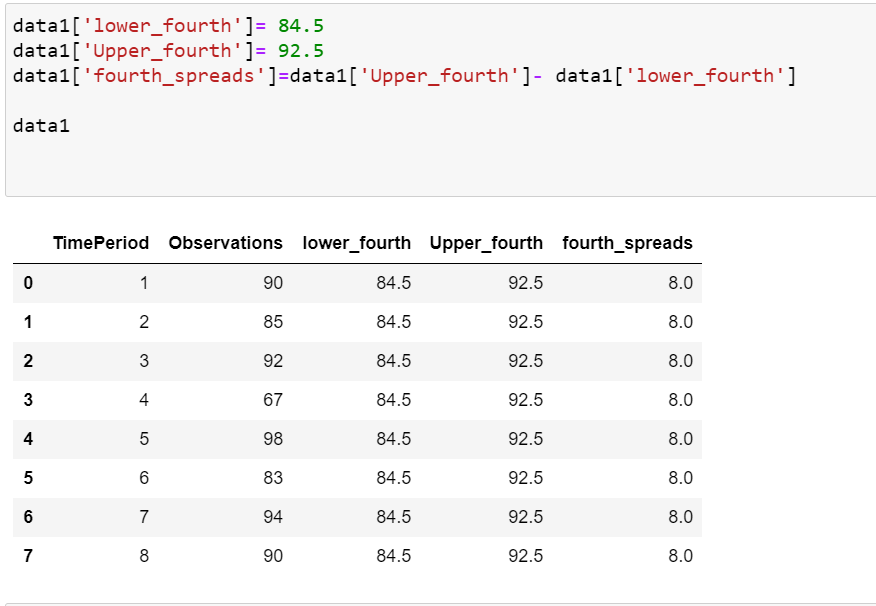 data1['lower_fourth']= 84.5
data1['Upper_fourth']= 92.5
data1['fourth_spreads']=data1['Upper_fourth']- data1['lower_fourth']
data1
TimePeriod Observations lower_fourth Upper_fourth fourth_spreads
0 1 90 84.5 92.5 8.0
1 2 85 84.5 92.5 8.0
2 3 92 84.5 92.5 8.0
3 4 67 84.5 92.5 8.0
4 5 98 84.5 92.5 8.0
5 6 83 84.5 92.5 8.0
6 7 94 84.5 92.5 8.0
7 8 90 84.5 92.5 8.0